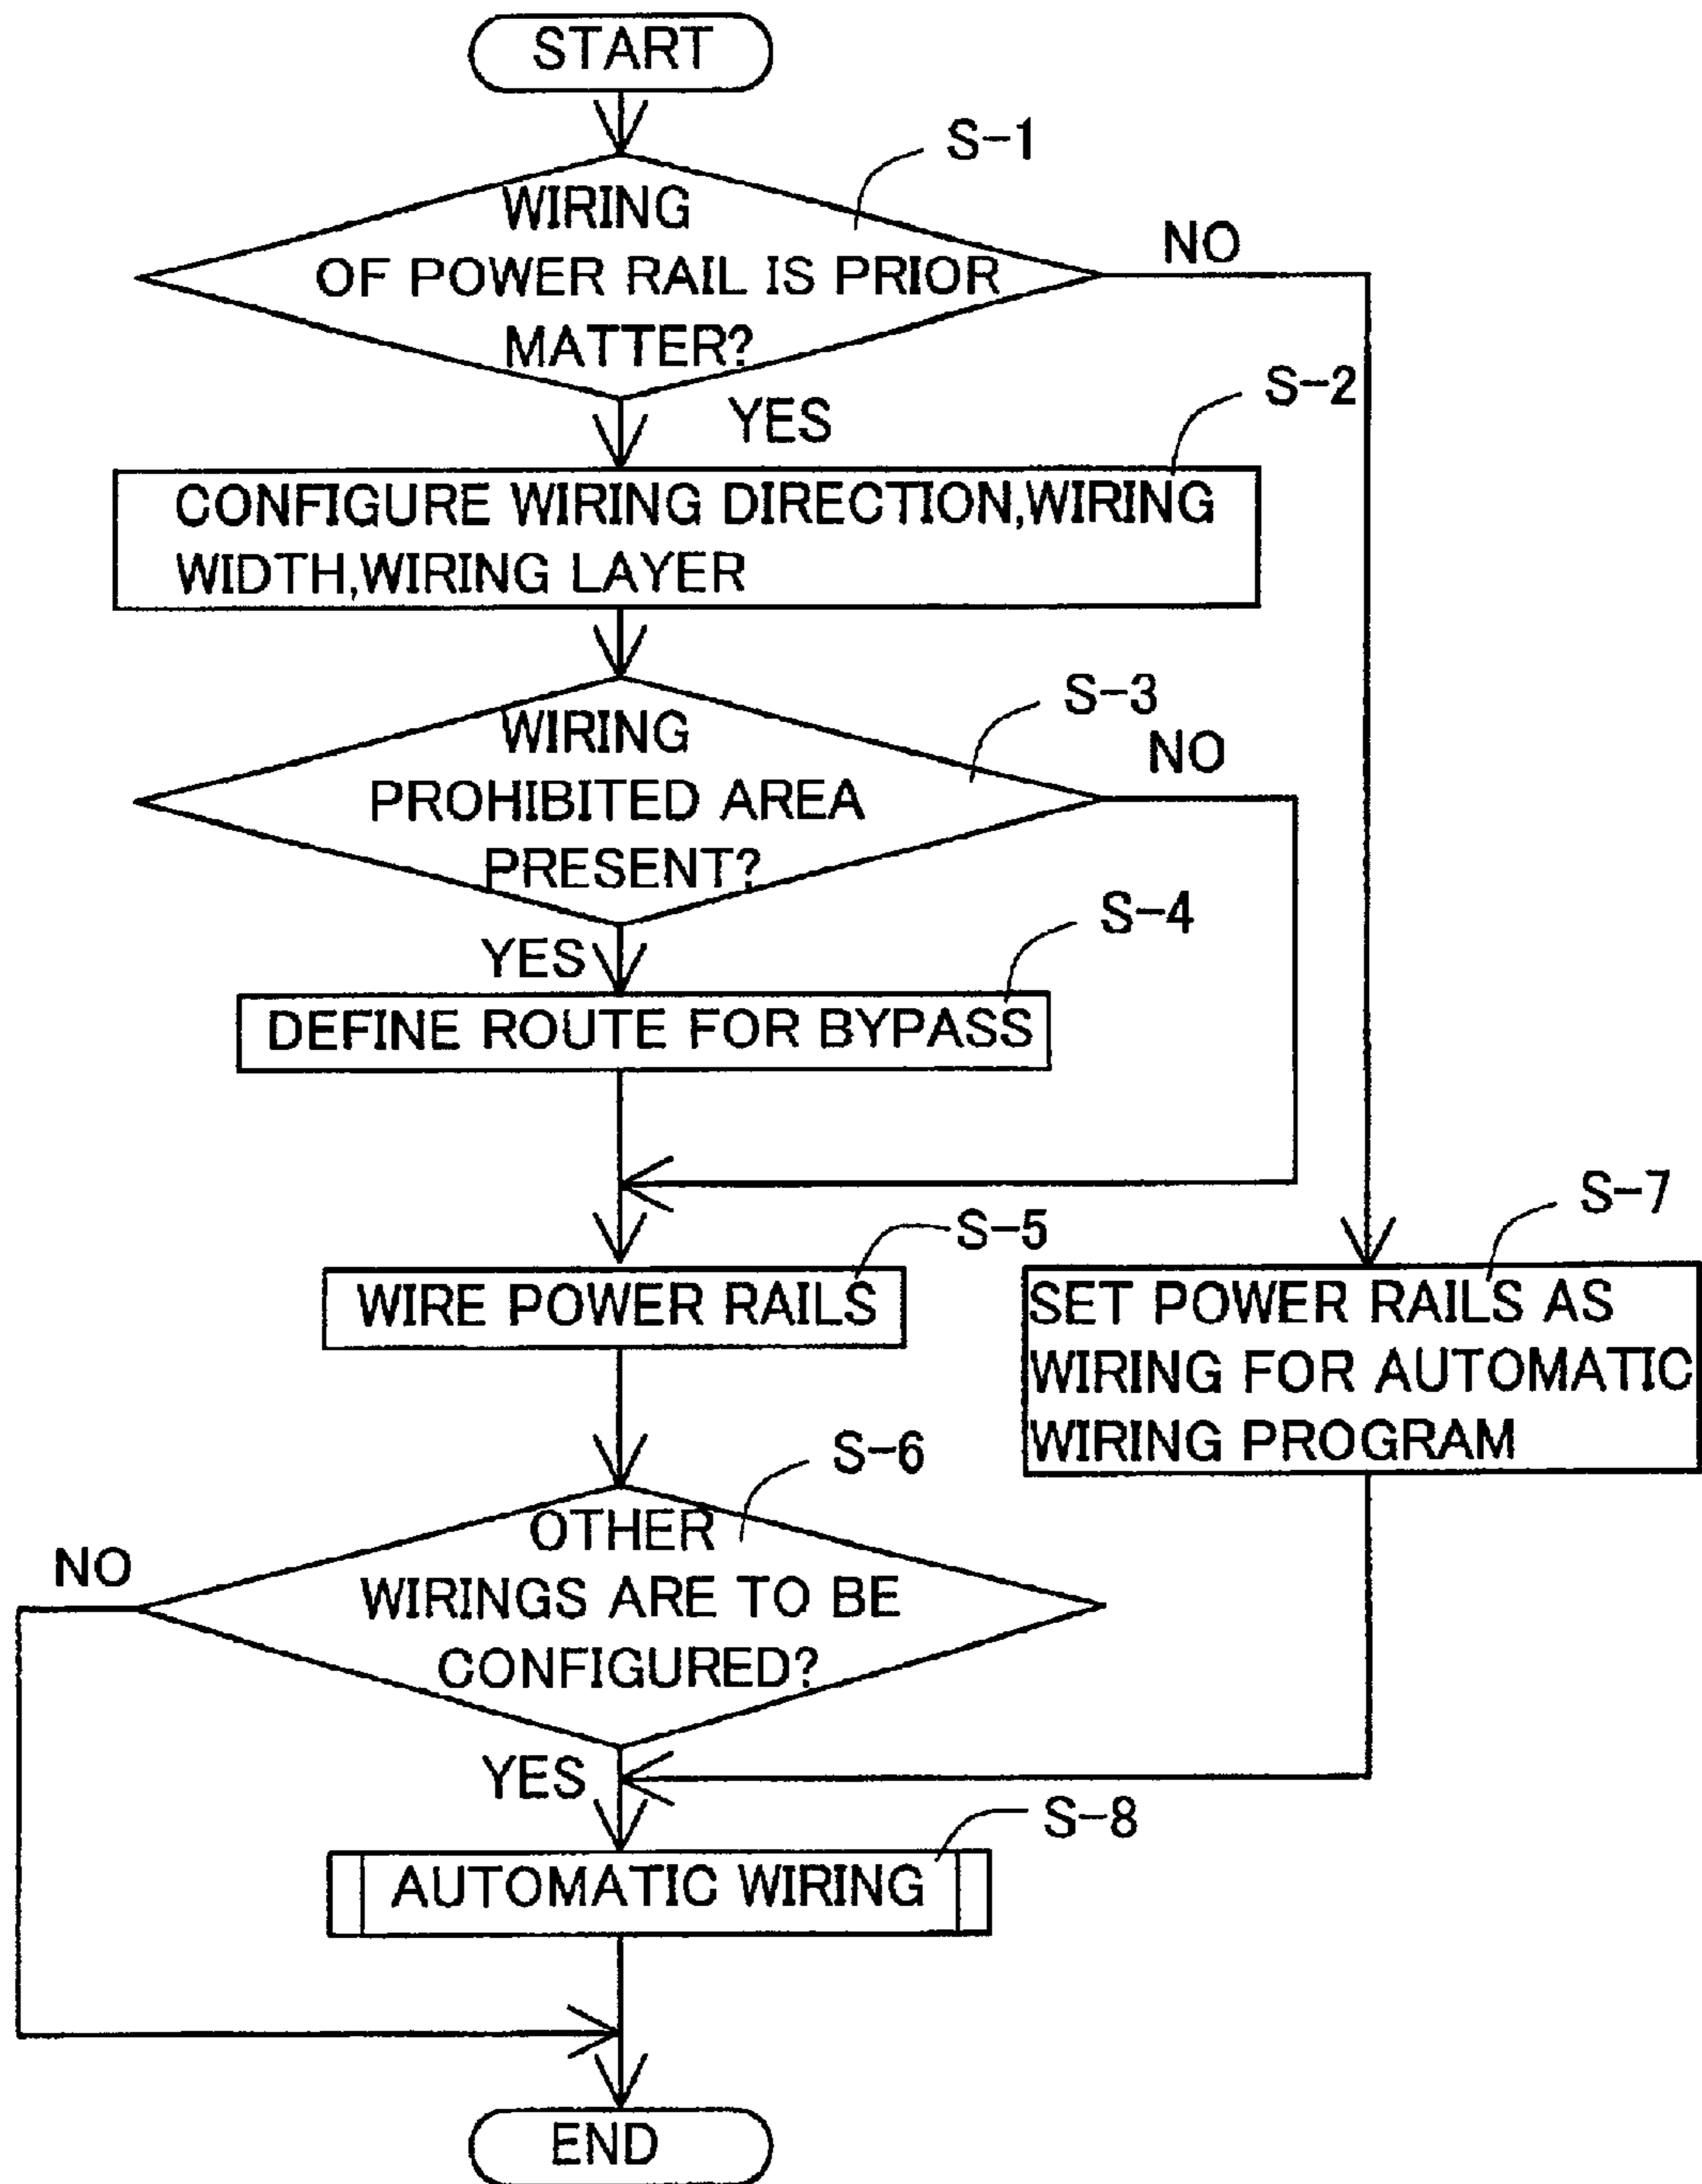 START
S-1
WIRING
OF POWER RAIL IS PRIOR
MATTER?
NO
YES
S-2
CONFIGURE WIRING DIRECTION,WIRING
WIDTH,WIRING LAYER
S-3
WIRING
PROHIBITED AREA
PRESENT?
NO
YES
S-4
DEFINE ROUTE FOR BYPASS
S-5
WIRE POWER RAILS
S-7
SET POWER RAILS AS
WIRING FOR AUTOMATIC
WIRING PROGRAM
S-6
OTHER
WIRINGS ARE TO BE
CONFIGURED?
NO
YES
S-8
AUTOMATIC WIRING
END